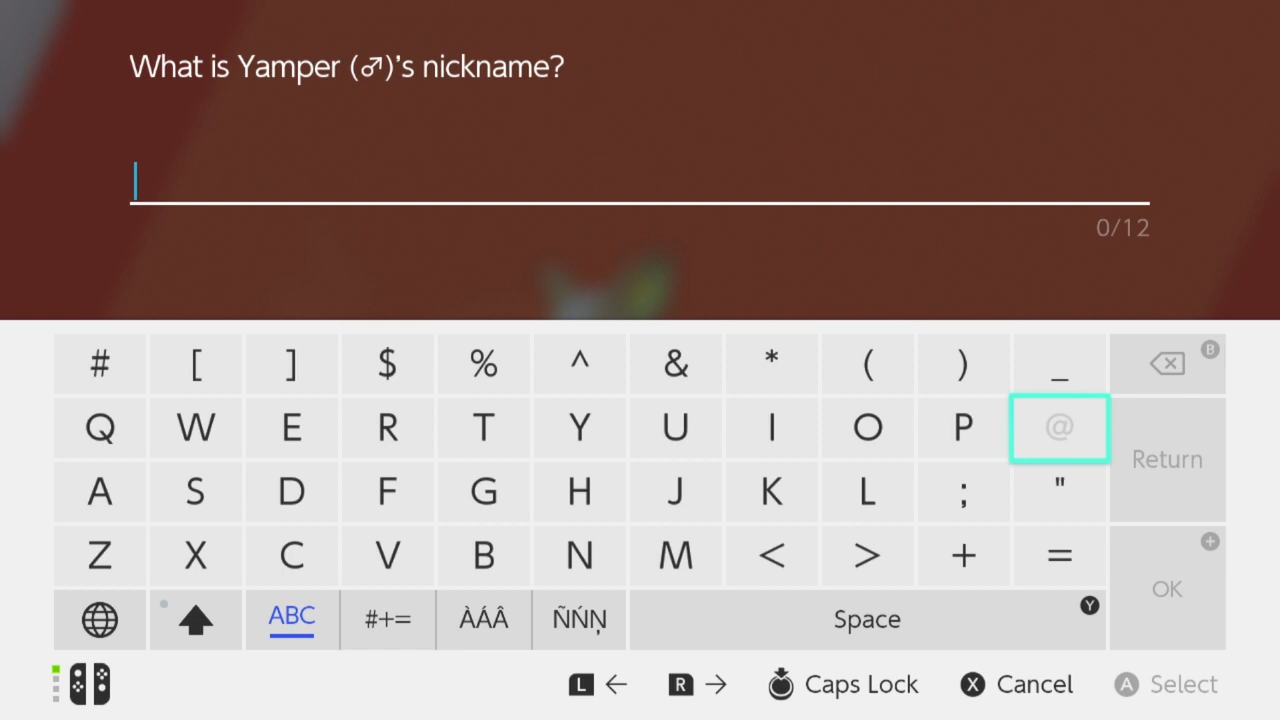 What is Yamper (♂)'s nickname?
0/12
# [ ] $ % ^ & * ( ) _ B
Q W E R T Y U I O P @ Return
A S D F G H J K L ; "
Z X C V B N M < > + = OK
ABC #+= ÀÁÂ ÑŃŅ Space Y
L ← R → Caps Lock X Cancel A Select